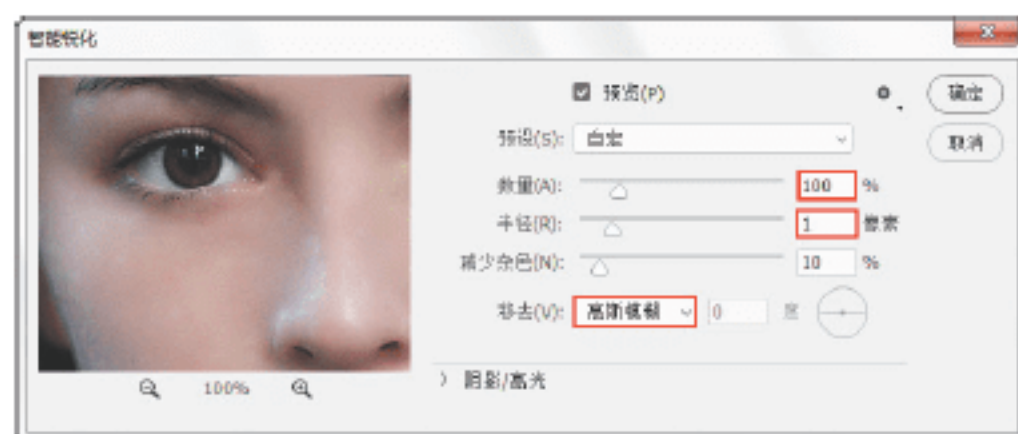 智能锐化
预览(P)
确定
预设(S): 自定
取消
数量(A): 100 %
半径(R): 1 像素
减少杂色(N): 10 %
移去(V): 高斯模糊 0 度
100%
阴影/高光